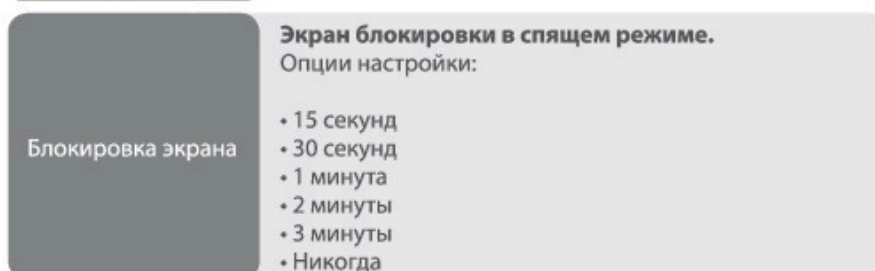 Блокировка экрана
Экран блокировки в спящем режиме.
Опции настройки:
• 15 секунд
• 30 секунд
• 1 минута
• 2 минуты
• 3 минуты
• Никогда